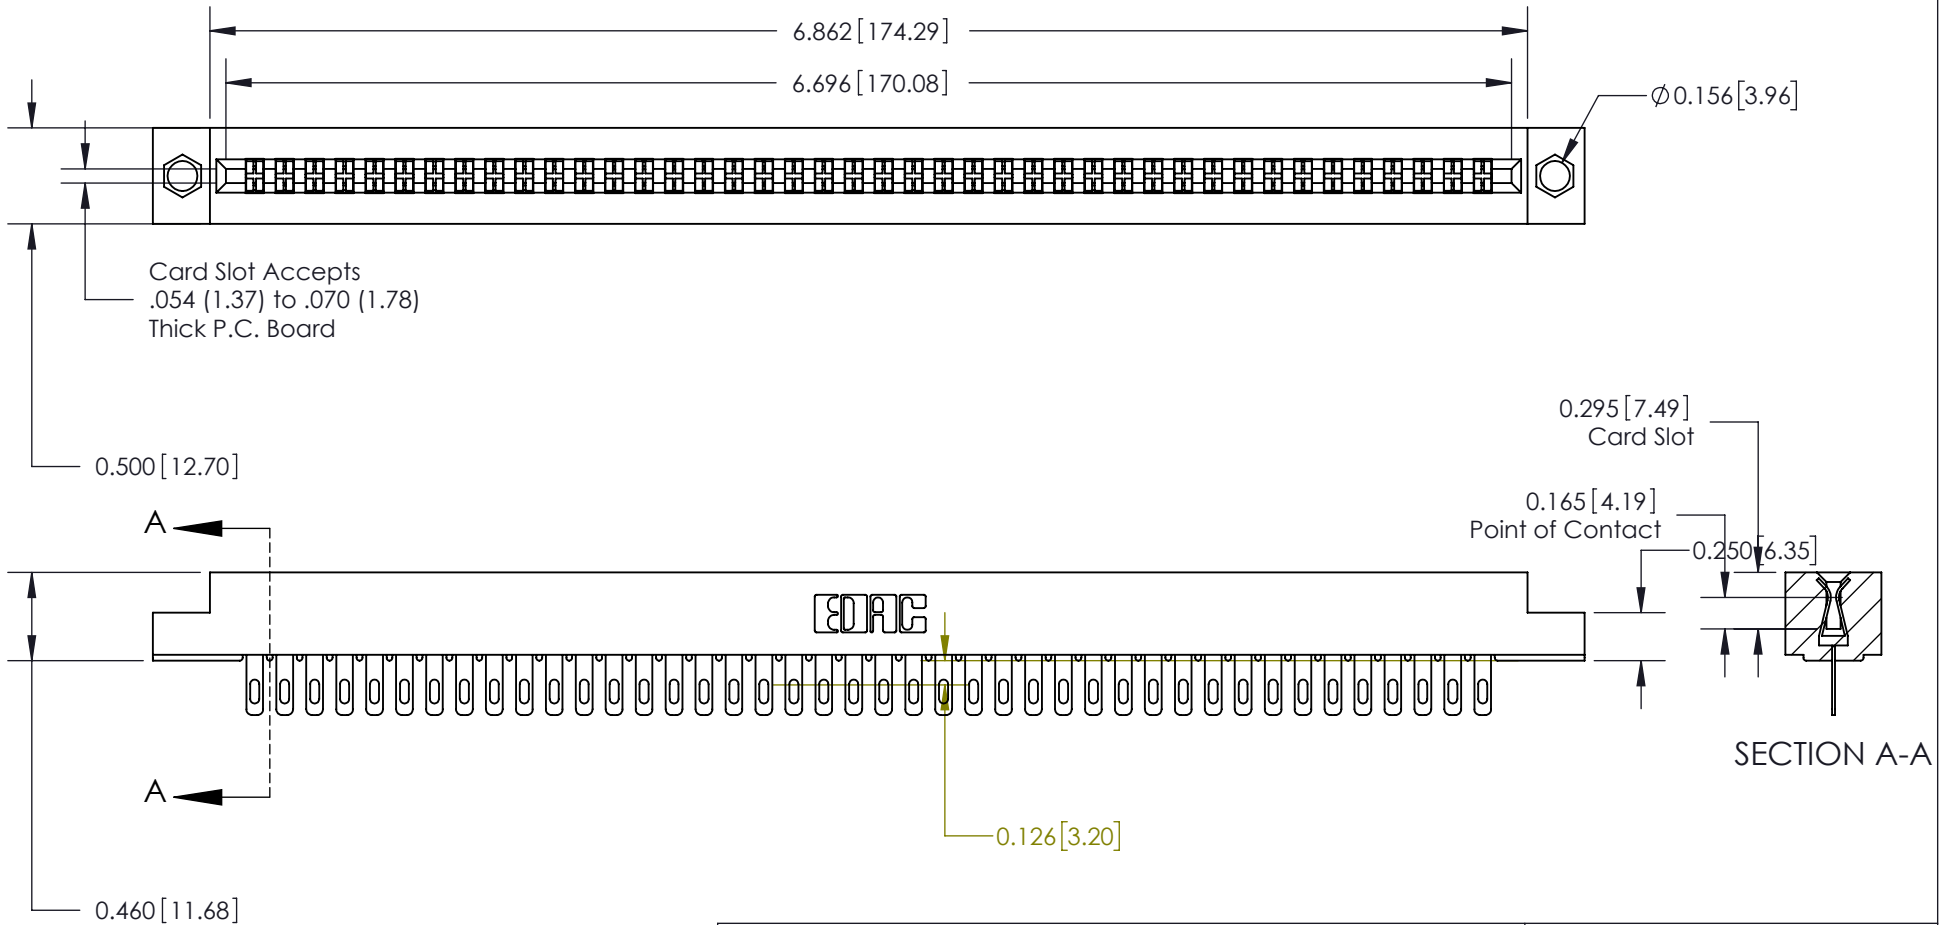 6.862 [174.29]
6.696 [170.08]
Ø 0.156 [3.96]
Card Slot Accepts
.054 (1.37) to .070 (1.78)
Thick P.C. Board
0.500 [12.70]
0.295 [7.49]
Card Slot
0.165 [4.19]
Point of Contact
0.250 [6.35]
A
EDAC
A
SECTION A-A
0.126 [3.20]
0.460 [11.68]